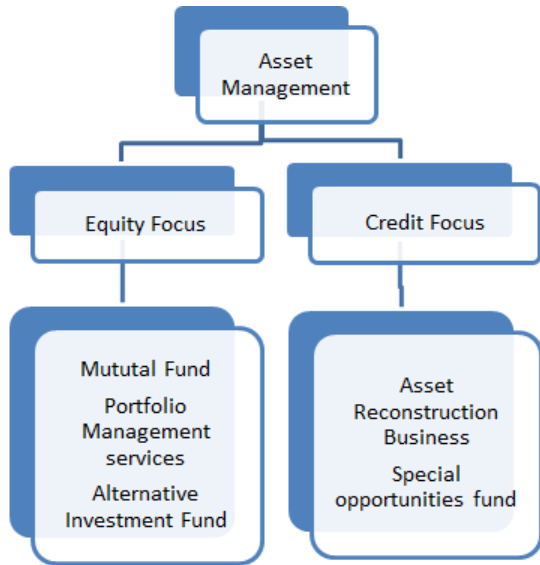 Asset
Management
Equity Focus
Credit Focus
Mututal Fund
Portfolio
Management
services
Alternative
Investment Fund
Asset
Reconstruction
Business
Special
opportunities fund